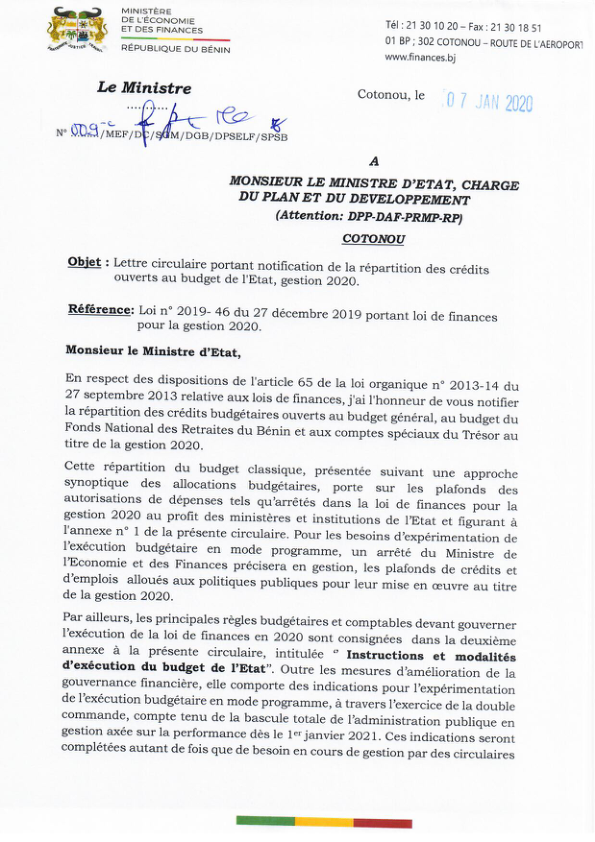 MINISTÈRE
DE L'ÉCONOMIE
ET DES FINANCES
RÉPUBLIQUE DU BÉNIN
Tél : 21 30 10 20 – Fax : 21 30 18 51
01 BP ; 302 COTONOU – ROUTE DE L'AEROPORT
www.finances.bj
Le Ministre
...........
Cotonou, le 07 JAN 2020
N° 009-c/MEF/DC/SGM/DGB/DPSELF/SPSB
A
MONSIEUR LE MINISTRE D'ETAT, CHARGE
DU PLAN ET DU DEVELOPPEMENT
(Attention: DPP-DAF-PRMP-RP)
COTONOU
Objet : Lettre circulaire portant notification de la répartition des crédits
ouverts au budget de l'Etat, gestion 2020.
Référence: Loi n° 2019- 46 du 27 décembre 2019 portant loi de finances
pour la gestion 2020.
Monsieur le Ministre d'Etat,
En respect des dispositions de l'article 65 de la loi organique n° 2013-14 du
27 septembre 2013 relative aux lois de finances, j'ai l'honneur de vous notifier
la répartition des crédits budgétaires ouverts au budget général, au budget du
Fonds National des Retraites du Bénin et aux comptes spéciaux du Trésor au
titre de la gestion 2020.
Cette répartition du budget classique, présentée suivant une approche
synoptique des allocations budgétaires, porte sur les plafonds des
autorisations de dépenses tels qu'arrêtés dans la loi de finances pour la
gestion 2020 au profit des ministères et institutions de l'Etat et figurant à
l'annexe n° 1 de la présente circulaire. Pour les besoins d'expérimentation de
l'exécution budgétaire en mode programme, un arrêté du Ministre de
l'Economie et des Finances précisera en gestion, les plafonds de crédits et
d'emplois alloués aux politiques publiques pour leur mise en œuvre au titre
de la gestion 2020.
Par ailleurs, les principales règles budgétaires et comptables devant gouverner
l'exécution de la loi de finances en 2020 sont consignées dans la deuxième
annexe à la présente circulaire, intitulée " Instructions et modalités
d'exécution du budget de l'Etat". Outre les mesures d'amélioration de la
gouvernance financière, elle comporte des indications pour l'expérimentation
de l'exécution budgétaire en mode programme, à travers l'exercice de la double
commande, compte tenu de la bascule totale de l'administration publique en
gestion axée sur la performance dès le 1er janvier 2021. Ces indications seront
complétées autant de fois que de besoin en cours de gestion par des circulaires